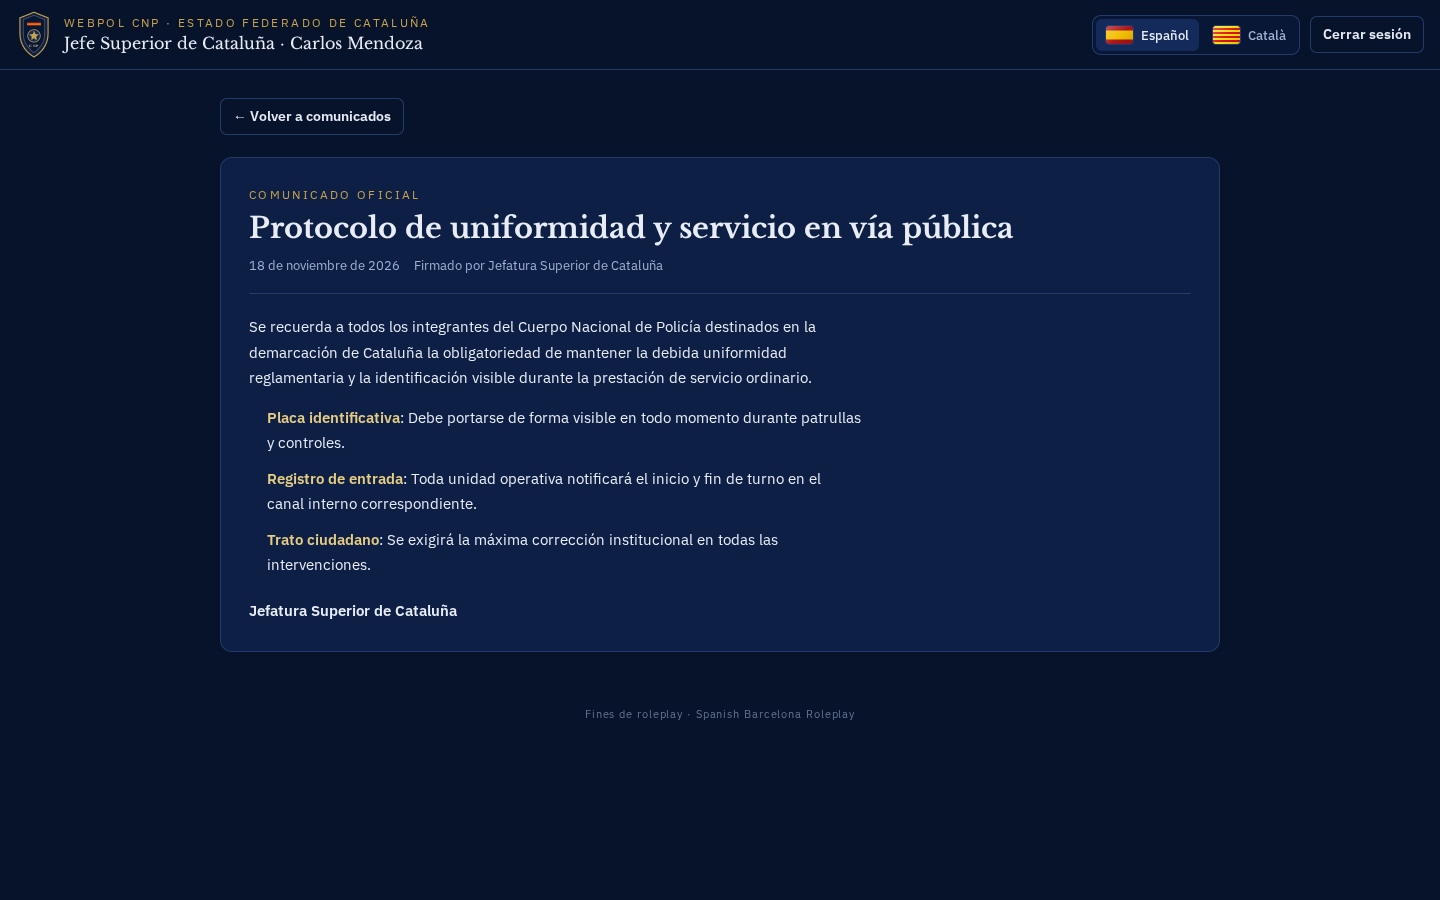 WEBPOL CNP · ESTADO FEDERADO DE CATALUÑA
Jefe Superior de Cataluña · Carlos Mendoza
Español
Català
Cerrar sesión
← Volver a comunicados
COMUNICADO OFICIAL
Protocolo de uniformidad y servicio en vía pública
18 de noviembre de 2026 Firmado por Jefatura Superior de Cataluña
Se recuerda a todos los integrantes del Cuerpo Nacional de Policía destinados en la
demarcación de Cataluña la obligatoriedad de mantener la debida uniformidad
reglamentaria y la identificación visible durante la prestación de servicio ordinario.
Placa identificativa: Debe portarse de forma visible en todo momento durante patrullas
y controles.
Registro de entrada: Toda unidad operativa notificará el inicio y fin de turno en el
canal interno correspondiente.
Trato ciudadano: Se exigirá la máxima corrección institucional en todas las
intervenciones.
Jefatura Superior de Cataluña
Fines de roleplay · Spanish Barcelona Roleplay